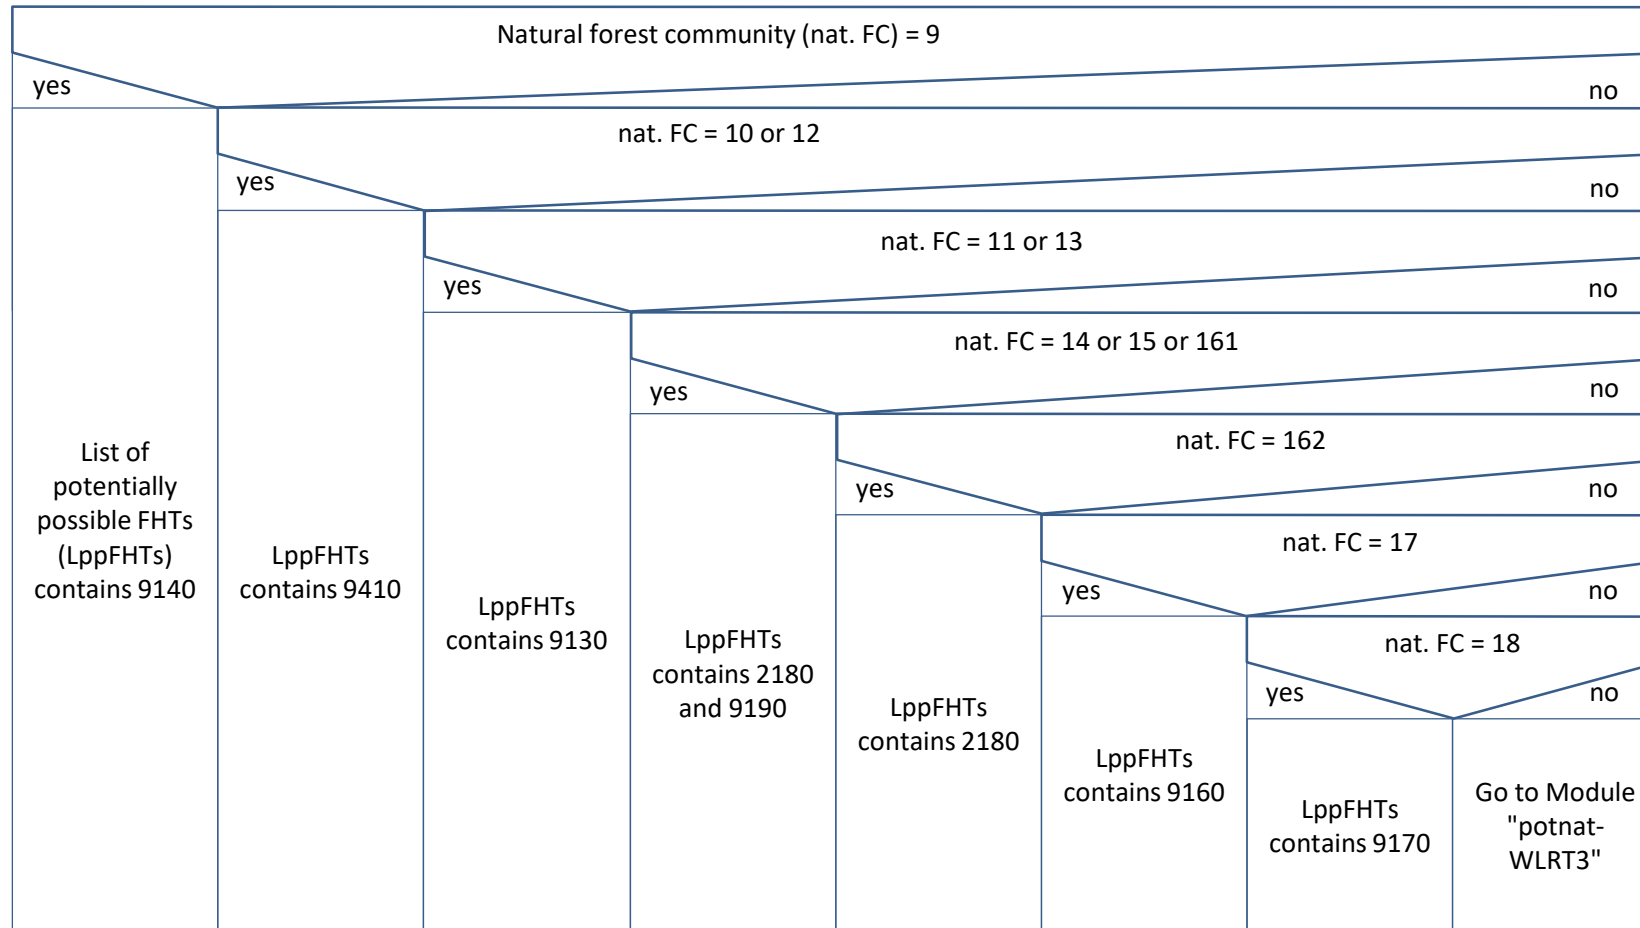 Natural forest community (nat. FC) = 9
yes
no
nat. FC = 10 or 12
yes
no
nat. FC = 11 or 13
yes
no
nat. FC = 14 or 15 or 161
yes
no
nat. FC = 162
yes
no
nat. FC = 17
yes
no
nat. FC = 18
yes
no
List of
potentially
possible FHTs
(LppFHTs)
contains 9140
LppFHTs
contains 9410
LppFHTs
contains 9130
LppFHTs
contains 2180
and 9190
LppFHTs
contains 2180
LppFHTs
contains 9160
LppFHTs
contains 9170
Go to Module
"potnat-
WLRT3"